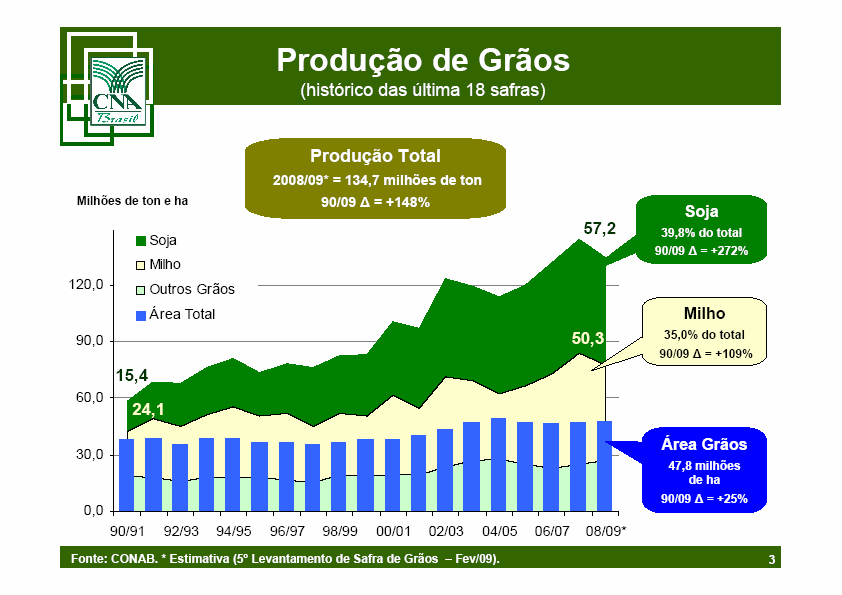 CNA
Brasil
Produção de Grãos
(histórico das última 18 safras)
Produção Total
2008/09* = 134,7 milhões de ton
90/09 Δ = +148%
Milhões de ton e ha
Soja
Milho
Outros Grãos
Área Total
120,0
90,0
60,0
30,0
0,0
15,4
24,1
57,2
50,3
Soja
39,8% do total
90/09 Δ = +272%
Milho
35,0% do total
90/09 Δ = +109%
Área Grãos
47,8 milhões
de ha
90/09 Δ = +25%
90/91 92/93 94/95 96/97 98/99 00/01 02/03 04/05 06/07 08/09*
Fonte: CONAB. * Estimativa (5º Levantamento de Safra de Grãos – Fev/09).
3